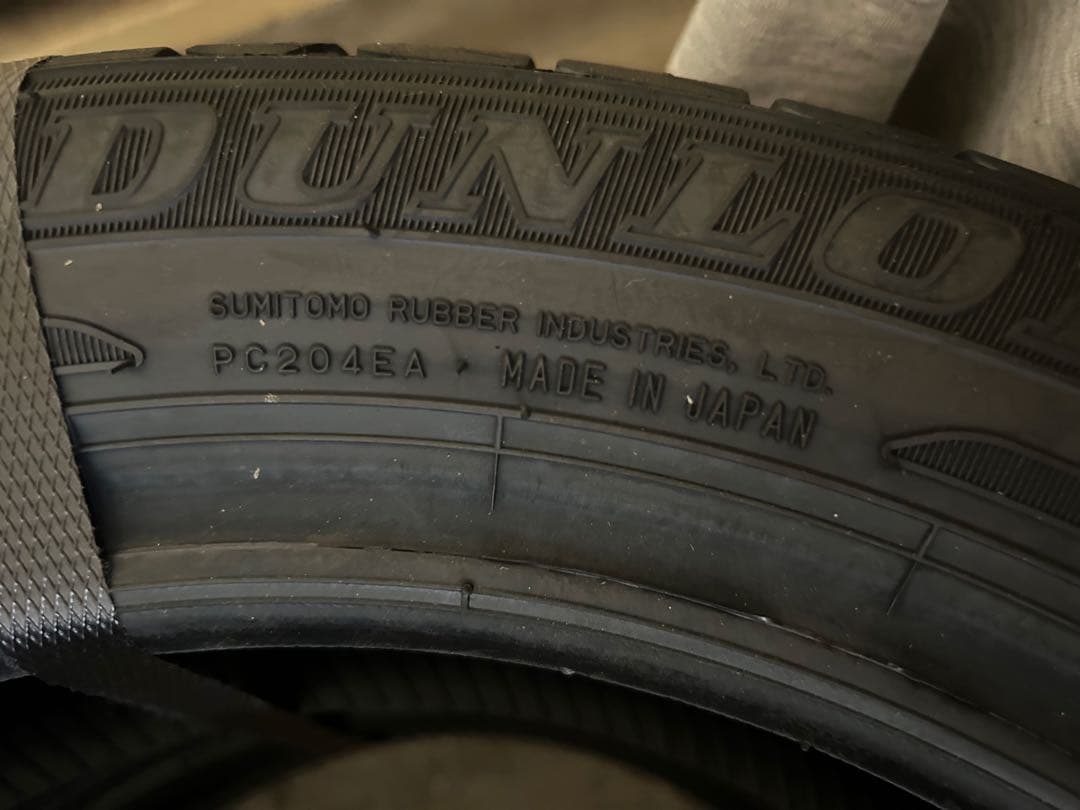 DUNLO
SUMITOMO RUBBER INDUSTRIES, LTD.
PC204EA · MADE IN JAPAN